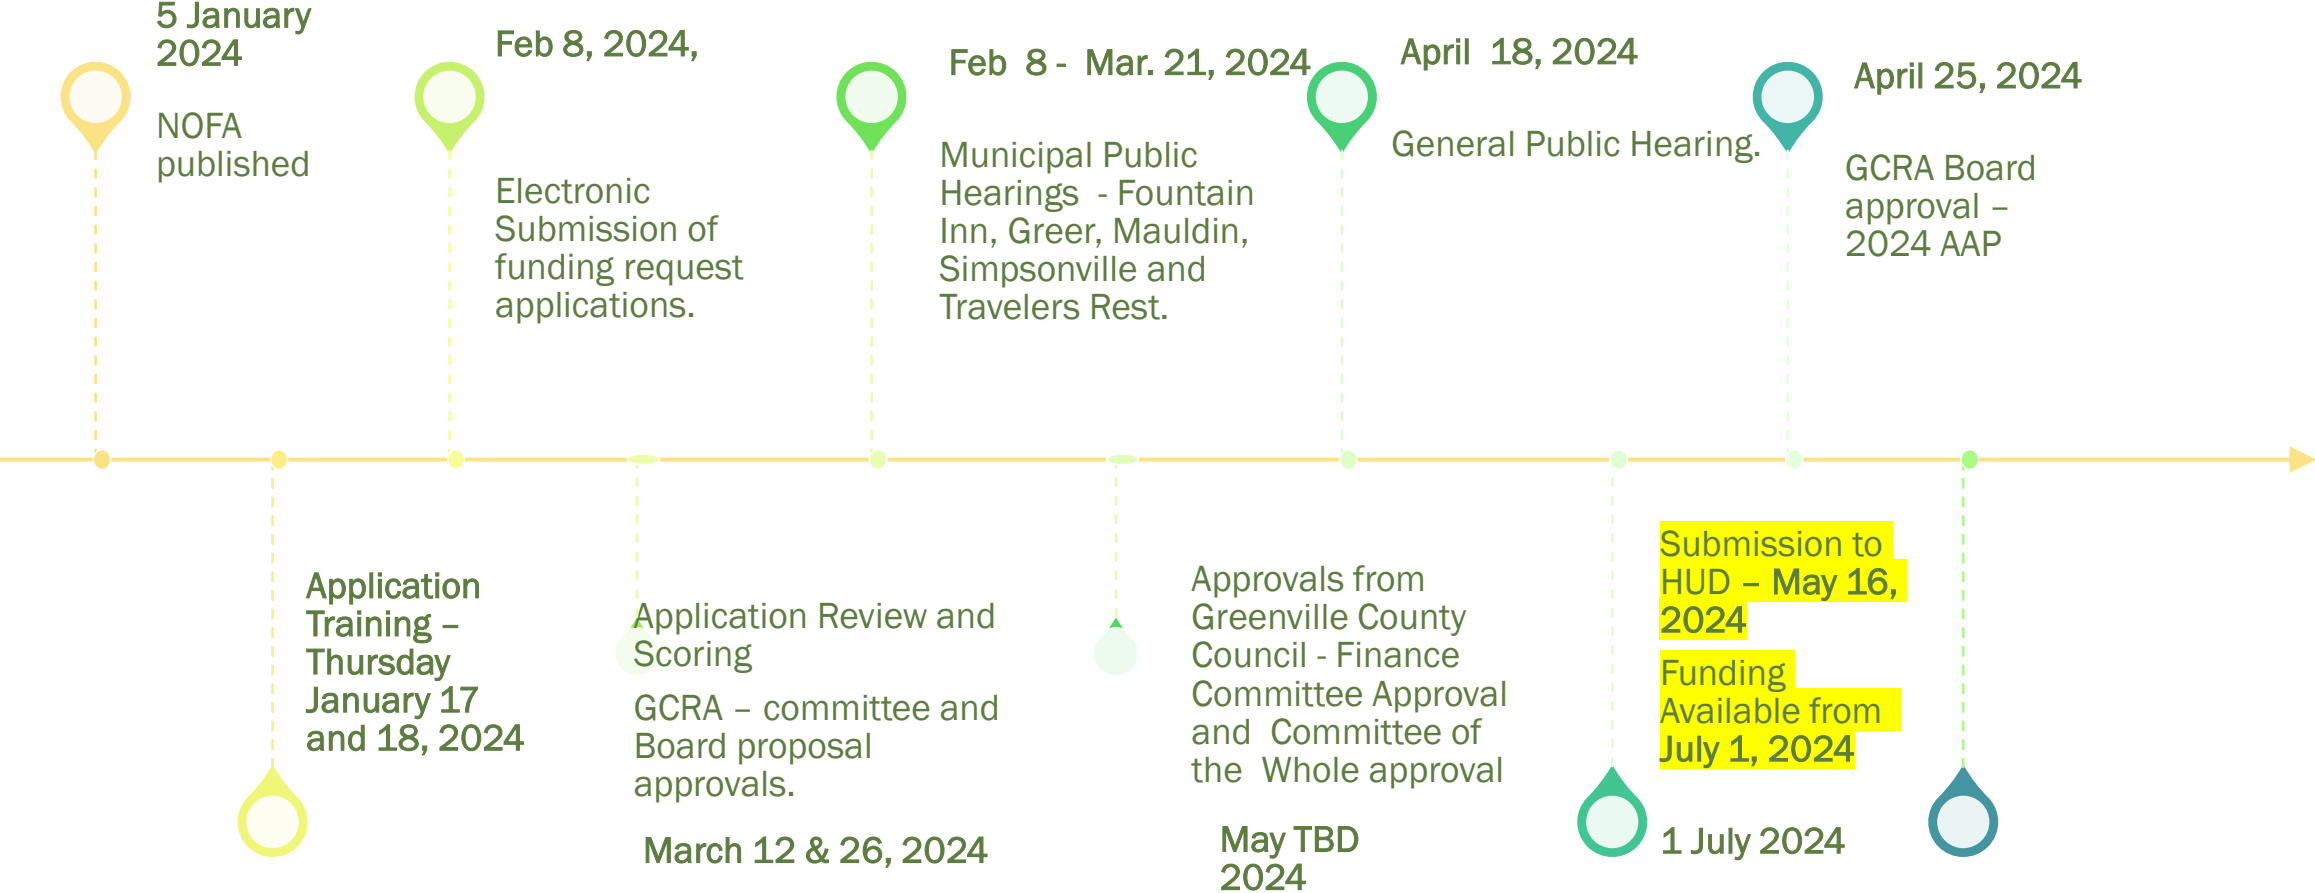 5 January
2024
NOFA
published
Feb 8, 2024,
Electronic
Submission of
funding request
applications.
Feb 8 - Mar. 21, 2024
Municipal Public
Hearings - Fountain
Inn, Greer, Mauldin,
Simpsonville and
Travelers Rest.
April 18, 2024
General Public Hearing.
April 25, 2024
GCRA Board
approval –
2024 AAP
Application
Training –
Thursday
January 17
and 18, 2024
Application Review and
Scoring
GCRA – committee and
Board proposal
approvals.
March 12 & 26, 2024
Approvals from
Greenville County
Council - Finance
Committee Approval
and Committee of
the Whole approval
May TBD
2024
Submission to
HUD – May 16,
2024
Funding
Available from
July 1, 2024
1 July 2024